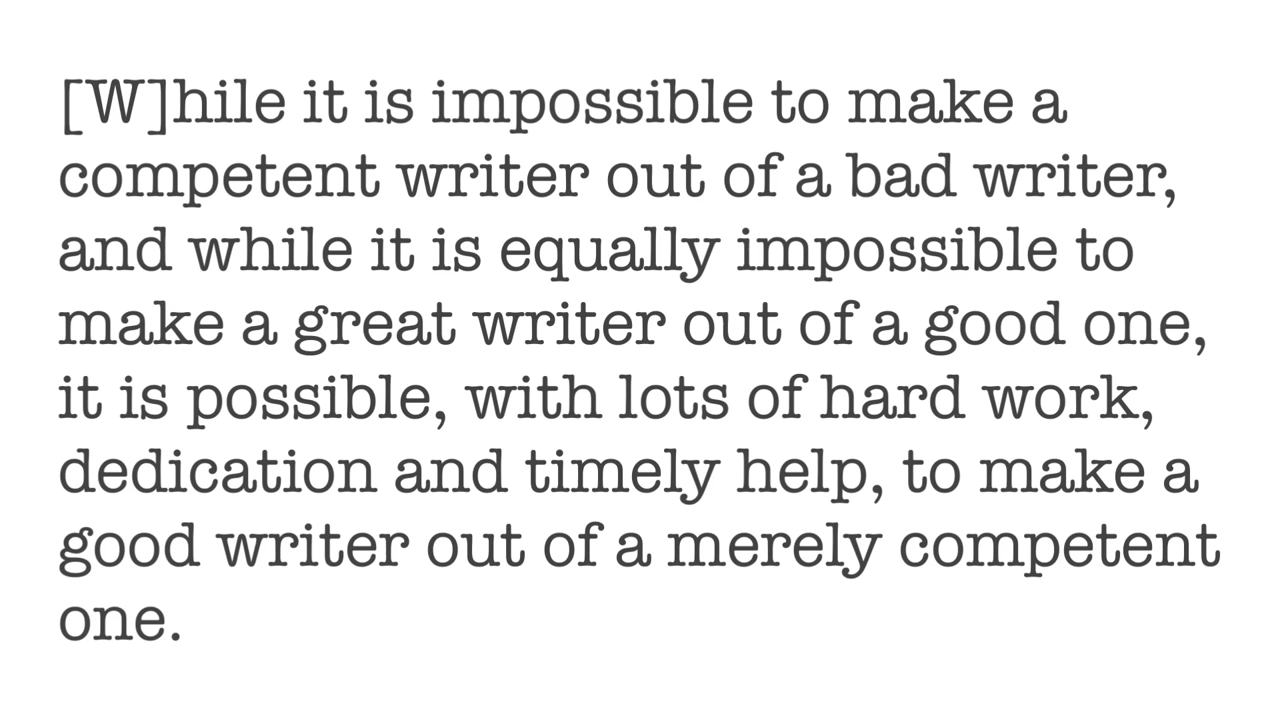 [W]hile it is impossible to make a
competent writer out of a bad writer,
and while it is equally impossible to
make a great writer out of a good one,
it is possible, with lots of hard work,
dedication and timely help, to make a
good writer out of a merely competent
one.